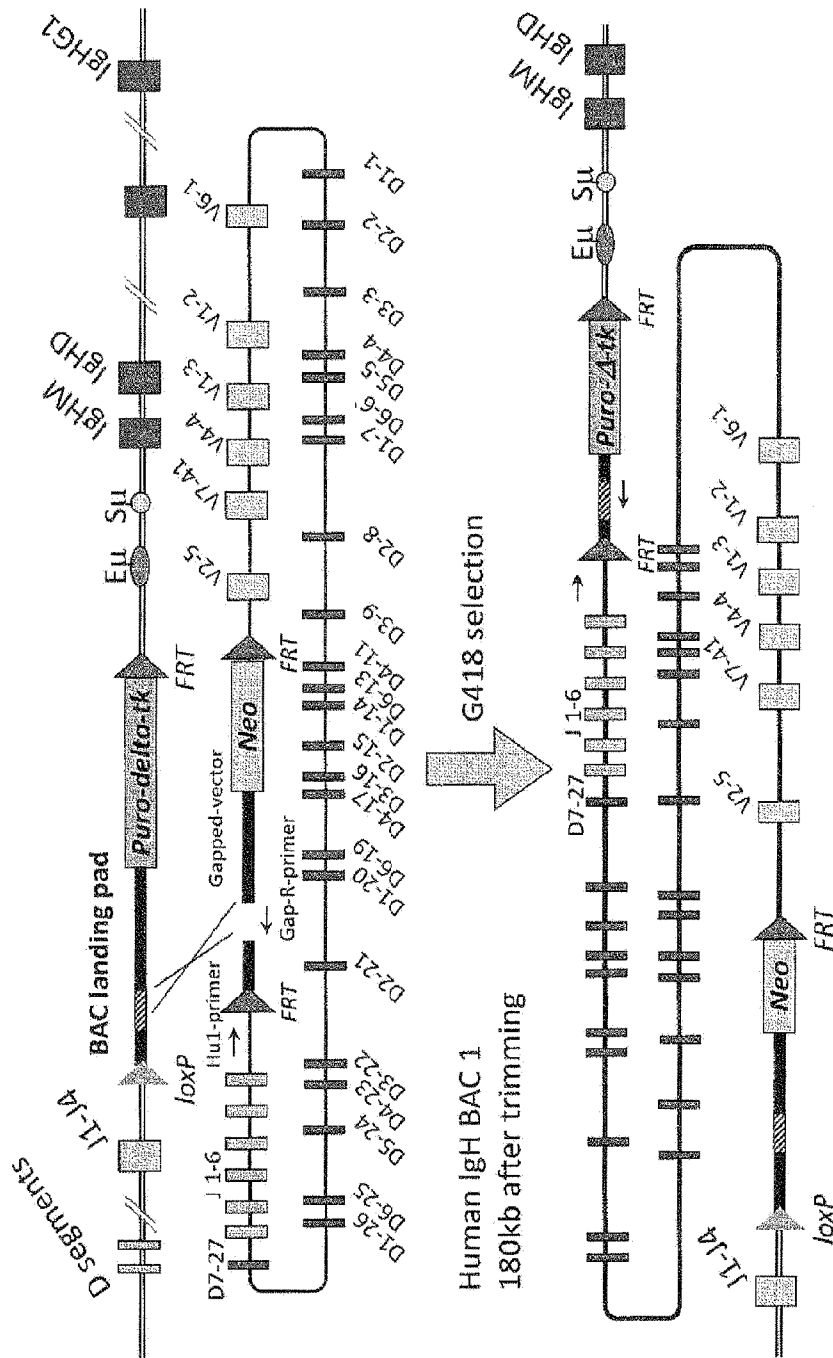 D segments
J1-J4
loxP
BAC landing pad
Puro-delta-tk
FRT
Eμ
Sμ
IgHM
IgHD
IgHG1
D7-27
J 1-6
Hu1-primer
FRT
Gap-R-primer
Gapped-vector
Neo
FRT
V2-5
V7-41
V4-4
V1-3
V1-2
V6-1
D1-26
D6-25
D5-24
D4-23
D3-22
D2-21
D1-20
D6-19
D4-17
D3-16
D2-15
D1-14
D6-13
D4-11
D3-9
D2-8
D1-7
D6-6
D5-5
D4-4
D3-3
D2-2
D1-1
Human IgH BAC 1
180kb after trimming
G418 selection
D7-27
J 1-6
FRT
Puro-Δ-tk
FRT
Eμ
Sμ
IgHM
IgHD
J1-J4
loxP
Neo
FRT
V2-5
V7-41
V4-4
V1-3
V1-2
V6-1